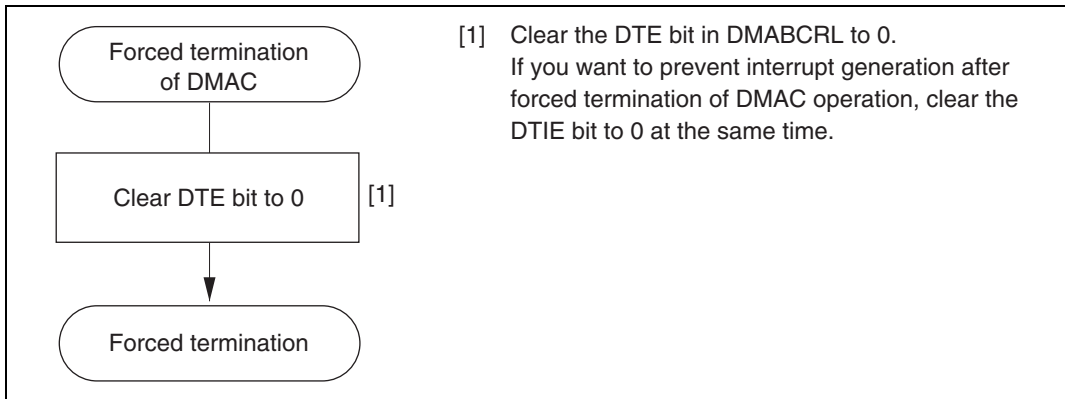 Forced termination
of DMAC
Clear DTE bit to 0
[1]
Forced termination
[1] Clear the DTE bit in DMABCRL to 0.
If you want to prevent interrupt generation after
forced termination of DMAC operation, clear the
DTIE bit to 0 at the same time.